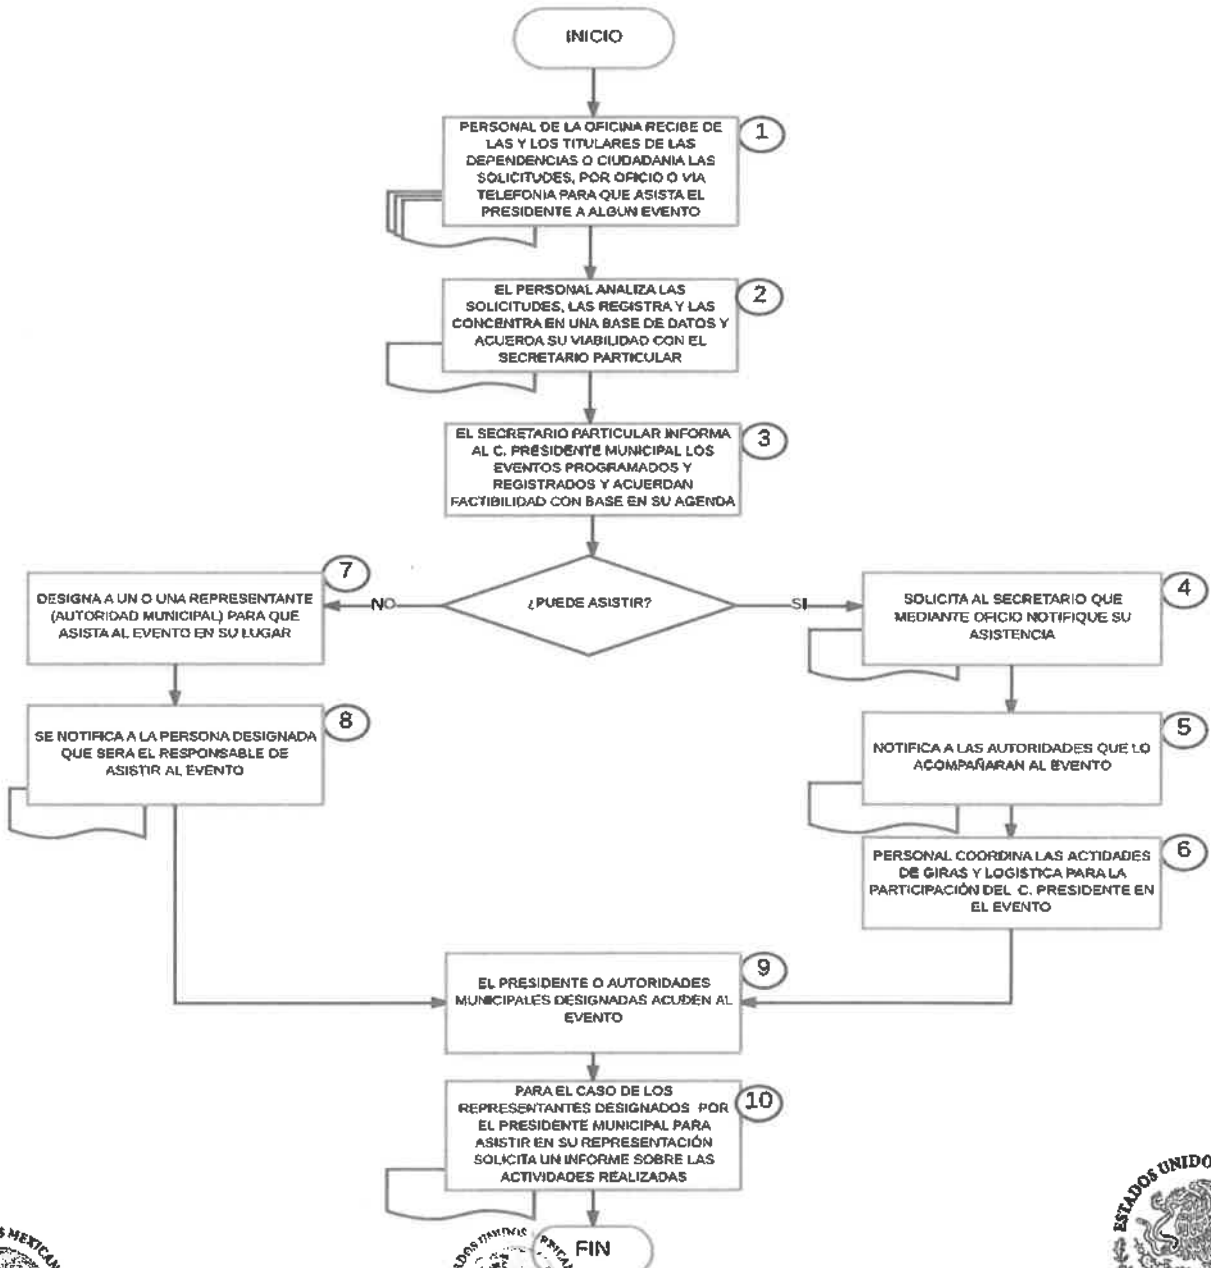 INICIO
1
PERSONAL DE LA OFICINA RECIBE DE
LAS Y LOS TITULARES DE LAS
DEPENDENCIAS O CIUDADANIA LAS
SOLICITUDES, POR OFICIO O VIA
TELEFONIA PARA QUE ASISTA EL
PRESIDENTE A ALGUN EVENTO
2
EL PERSONAL ANALIZA LAS
SOLICITUDES, LAS REGISTRA Y LAS
CONCENTRA EN UNA BASE DE DATOS Y
ACUERDA SU VIABILIDAD CON EL
SECRETARIO PARTICULAR
3
EL SECRETARIO PARTICULAR INFORMA
AL C. PRESIDENTE MUNICIPAL LOS
EVENTOS PROGRAMADOS Y
REGISTRADOS Y ACUERDAN
FACTIBILIDAD CON BASE EN SU AGENDA
¿PUEDE ASISTIR?
NO
SI
7
DESIGNA A UN O UNA REPRESENTANTE
(AUTORIDAD MUNICIPAL) PARA QUE
ASISTA AL EVENTO EN SU LUGAR
8
SE NOTIFICA A LA PERSONA DESIGNADA
QUE SERA EL RESPONSABLE DE
ASISTIR AL EVENTO
4
SOLICITA AL SECRETARIO QUE
MEDIANTE OFICIO NOTIFIQUE SU
ASISTENCIA
5
NOTIFICA A LAS AUTORIDADES QUE LO
ACOMPAÑARAN AL EVENTO
6
PERSONAL COORDINA LAS ACTIDADES
DE GIRAS Y LOGISTICA PARA LA
PARTICIPACIÓN DEL C. PRESIDENTE EN
EL EVENTO
9
EL PRESIDENTE O AUTORIDADES
MUNICIPALES DESIGNADAS ACUDEN AL
EVENTO
10
PARA EL CASO DE LOS
REPRESENTANTES DESIGNADOS POR
EL PRESIDENTE MUNICIPAL PARA
ASISTIR EN SU REPRESENTACIÓN
SOLICITA UN INFORME SOBRE LAS
ACTIVIDADES REALIZADAS
FIN
ESTADOS UNIDO